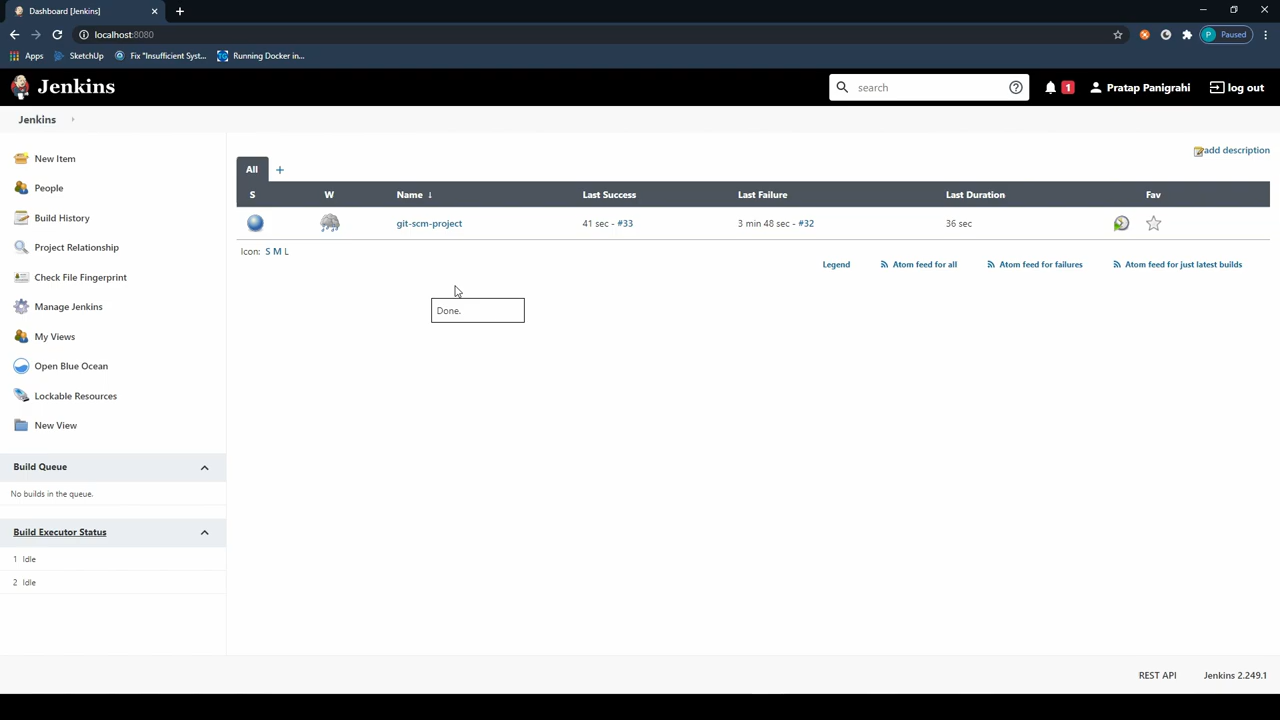 Dashboard [Jenkins]
localhost:8080
P Paused
Apps
SketchUp
Fix "Insufficient Syst...
Running Docker in...
Jenkins
search
1
Pratap Panigrahi
log out
Jenkins
New Item
People
Build History
Project Relationship
Check File Fingerprint
Manage Jenkins
My Views
Open Blue Ocean
Lockable Resources
New View
Build Queue
No builds in the queue.
Build Executor Status
1 Idle
2 Idle
add description
All +
S W Name ↓ Last Success Last Failure Last Duration Fav
git-scm-project 41 sec - #33 3 min 48 sec - #32 36 sec
Icon: S M L
Legend Atom feed for all Atom feed for failures Atom feed for just latest builds
Done.
REST API Jenkins 2.249.1